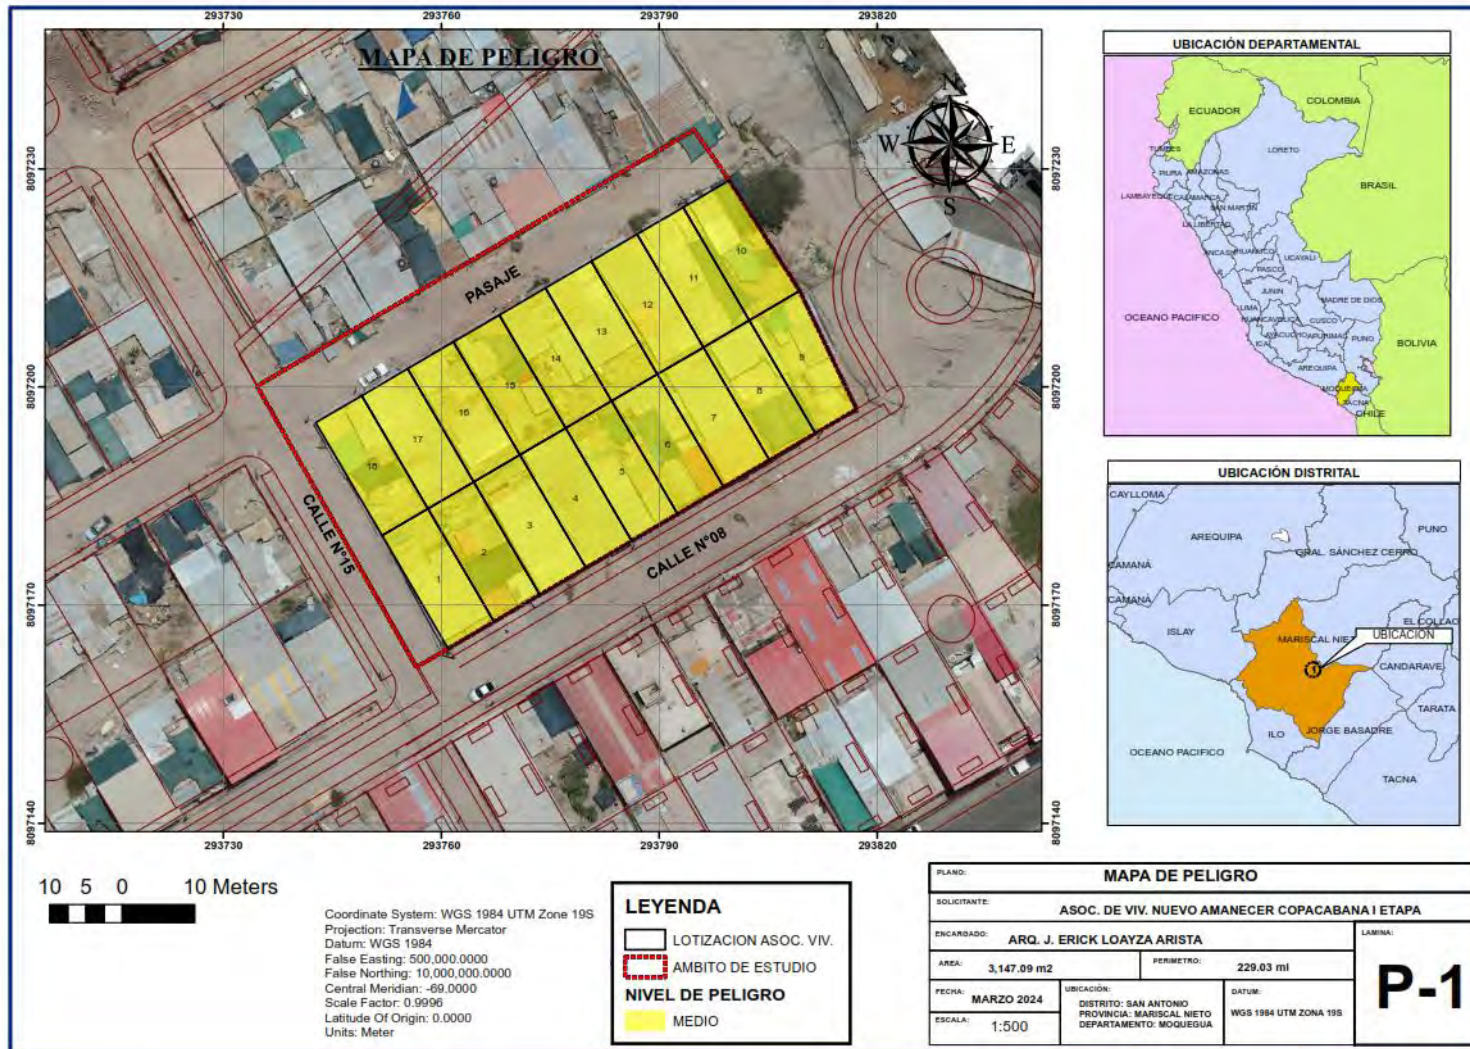 293730
293760
293790
293820
MAPA DE PELIGRO
N
W
E
S
8097230
8097230
8097200
8097200
8097170
8097170
8097140
8097140
PASAJE
CALLE N°15
CALLE N°08
10
11
12
13
14
15
16
17
18
9
8
7
6
5
4
3
2
1
293730
293760
293790
293820
UBICACIÓN DEPARTAMENTAL
COLOMBIA
ECUADOR
TUMBES
LORETO
PIURA
AMAZONAS
BRASIL
LAMBAYEQUE
CAJAMARCA
SAN MARTIN
LA LIBERTAD
ANCASH
HUANUCO
UCAYALI
PASCO
JUNIN
MADRE DE DIOS
LIMA
OCEANO PACIFICO
HUANCAVELICA
CUSCO
AYACUCHO
APURIMAC
PUNO
ICA
BOLIVIA
AREQUIPA
MOQUEGUA
TACNA
CHILE
UBICACIÓN DISTRITAL
CAYLLOMA
PUNO
AREQUIPA
GRAL. SÁNCHEZ CERRO
CAMANÁ
CAMANÁ
EL COLLAO
ISLAY
MARISCAL NIET
UBICACIÓN
CANDARAVE
TARATA
ILO
JORGE BASADRE
OCEANO PACIFICO
TACNA
10 5 0 10 Meters
Coordinate System: WGS 1984 UTM Zone 19S
Projection: Transverse Mercator
Datum: WGS 1984
False Easting: 500,000.0000
False Northing: 10,000,000.0000
Central Meridian: -69.0000
Scale Factor: 0.9996
Latitude Of Origin: 0.0000
Units: Meter
LEYENDA
LOTIZACION ASOC. VIV.
AMBITO DE ESTUDIO
NIVEL DE PELIGRO
MEDIO
PLANO:
MAPA DE PELIGRO
SOLICITANTE:
ASOC. DE VIV. NUEVO AMANECER COPACABANA I ETAPA
ENCARGADO:
ARQ. J. ERICK LOAYZA ARISTA
LAMINA:
P-1
AREA:
3,147.09 m2
PERIMETRO:
229.03 ml
FECHA:
MARZO 2024
UBICACIÓN:
DISTRITO: SAN ANTONIO
PROVINCIA: MARISCAL NIETO
DEPARTAMENTO: MOQUEGUA
DATUM:
WGS 1984 UTM ZONA 19S
ESCALA:
1:500